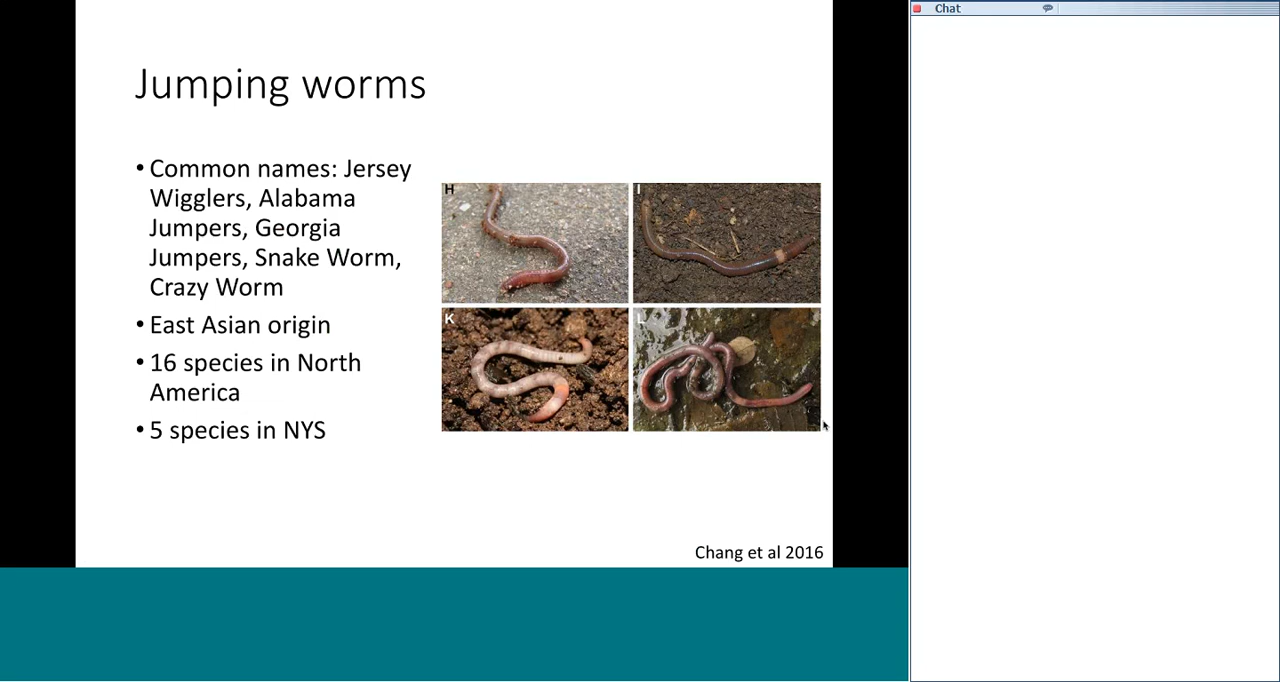 Chat
Jumping worms
• Common names: Jersey
Wigglers, Alabama
Jumpers, Georgia
Jumpers, Snake Worm,
Crazy Worm
• East Asian origin
• 16 species in North
America
• 5 species in NYS
H
I
K
L
Chang et al 2016